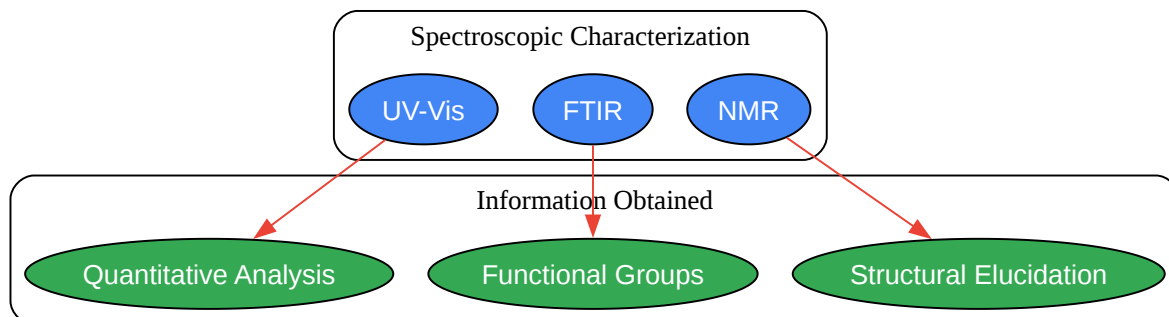 Spectroscopic Characterization
UV-Vis
FTIR
NMR
Information Obtained
Quantitative Analysis
Functional Groups
Structural Elucidation